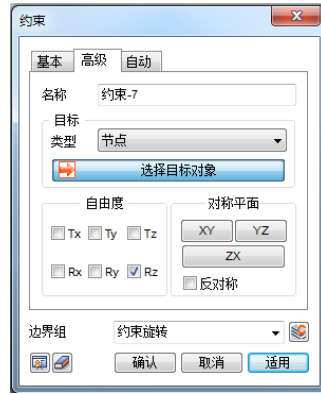 约束
基本 高级 自动
名称 约束-7
目标
类型 节点
选择目标对象
自由度 对称平面
Tx Ty Tz XY YZ
ZX
Rx Ry Rz
反对称
边界组 约束旋转
确认 取消 适用